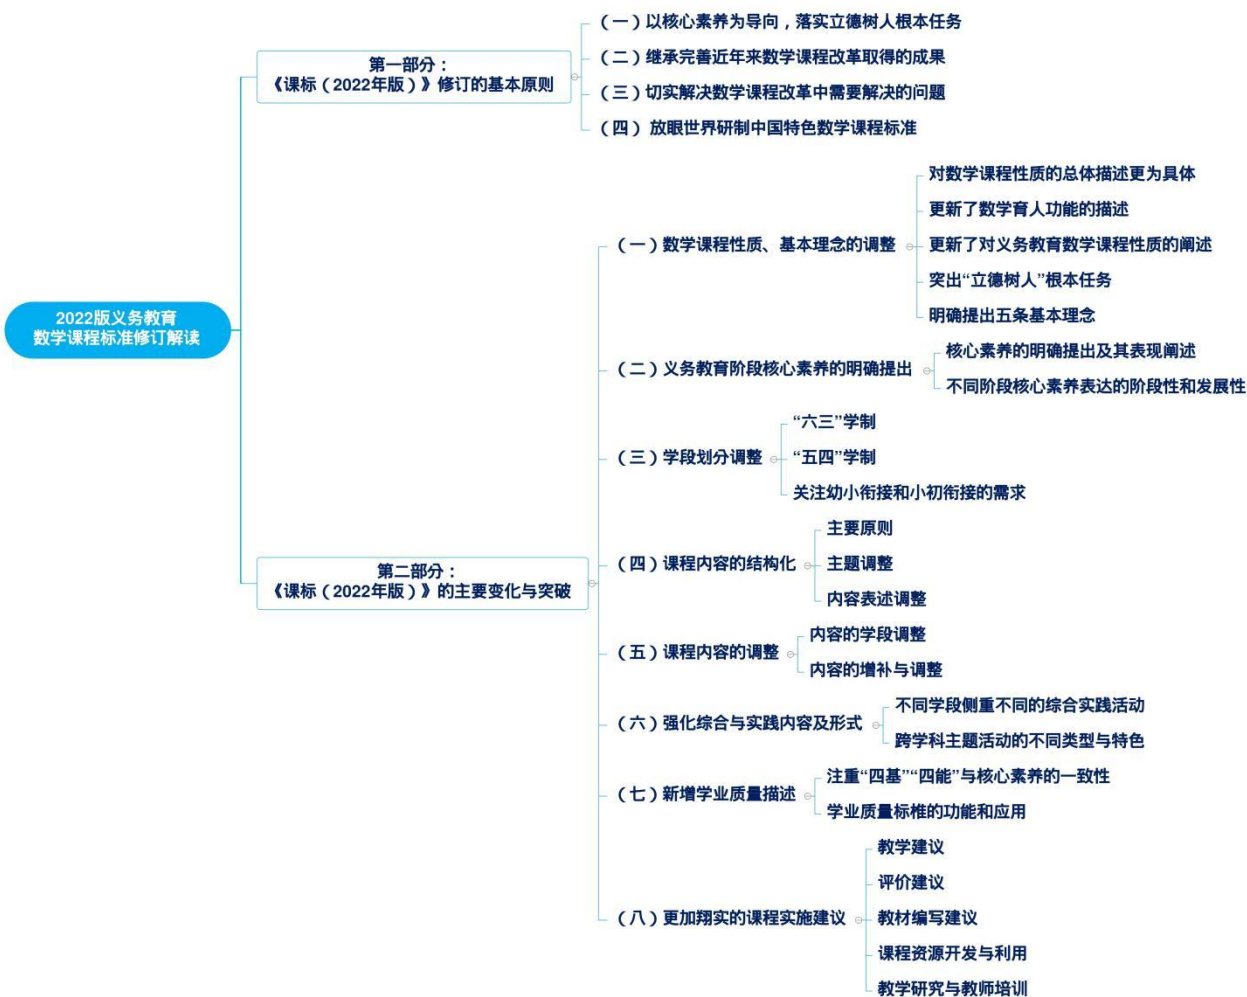 2022版义务教育
数学课程标准修订解读
第一部分：
《课标（2022年版）》修订的基本原则
（一）以核心素养为导向，落实立德树人根本任务
（二）继承完善近年来数学课程改革取得的成果
（三）切实解决数学课程改革中需要解决的问题
（四） 放眼世界研制中国特色数学课程标准
第二部分：
《课标（2022年版）》的主要变化与突破
（一）数学课程性质、基本理念的调整
对数学课程性质的总体描述更为具体
更新了数学育人功能的描述
更新了对义务教育数学课程性质的阐述
突出“立德树人”根本任务
明确提出五条基本理念
（二）义务教育阶段核心素养的明确提出
核心素养的明确提出及其表现阐述
不同阶段核心素养表达的阶段性和发展性
（三）学段划分调整
“六三”学制
“五四”学制
关注幼小衔接和小初衔接的需求
（四）课程内容的结构化
主要原则
主题调整
内容表述调整
（五）课程内容的调整
内容的学段调整
内容的增补与调整
（六）强化综合与实践内容及形式
不同学段侧重不同的综合实践活动
跨学科主题活动的不同类型与特色
（七）新增学业质量描述
注重“四基”“四能”与核心素养的一致性
学业质量标椎的功能和应用
（八）更加翔实的课程实施建议
教学建议
评价建议
教材编写建议
课程资源开发与利用
教学研究与教师培训